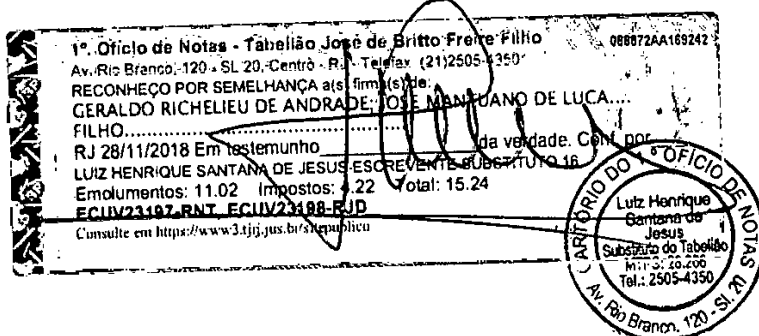 1º. Ofício de Notas - Tabelião José de Britto Freire Filho
088872AA169242
Av. Rio Branco, 120 - SL 20, Centro - RJ - Telefax (21)2505-4350
RECONHEÇO POR SEMELHANÇA a(s) firma(s) de:
GERALDO RICHELIEU DE ANDRADE; JOSE MANTUANO DE LUCA....
FILHO
RJ 28/11/2018 Em testemunho da verdade. Conf. por
LUIZ HENRIQUE SANTANA DE JESUS-ESCREVENTE SUBSTITUTO 16
Emolumentos: 11.02 Impostos: 4.22 Total: 15.24
ECUV23197-RNT, ECUV23198-RJD
Consulte em https://www3.tjrj.jus.br/sitepublico
CARTÓRIO DO 1º OFÍCIO DE NOTAS
Luiz Henrique
Santana de
Jesus
Substituto do Tabelião
Tel.: 2505-4350
Av. Rio Branco, 120 - Sl. 20